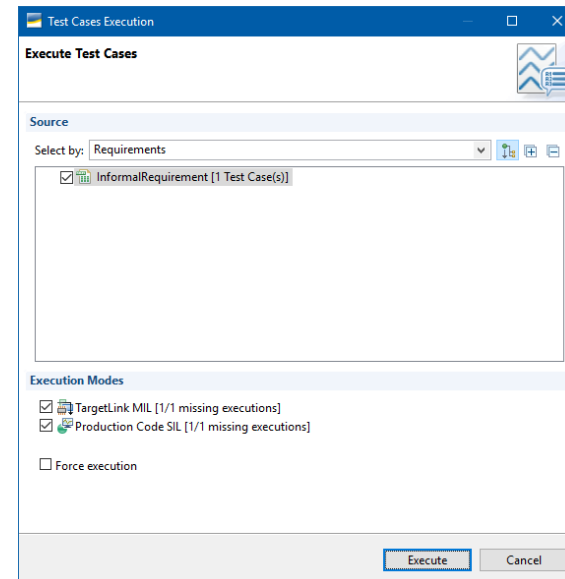 Test Cases Execution
Execute Test Cases
Source
Select by: Requirements
InformalRequirement [1 Test Case(s)]
Execution Modes
TargetLink MIL [1/1 missing executions]
Production Code SIL [1/1 missing executions]
Force execution
Execute Cancel